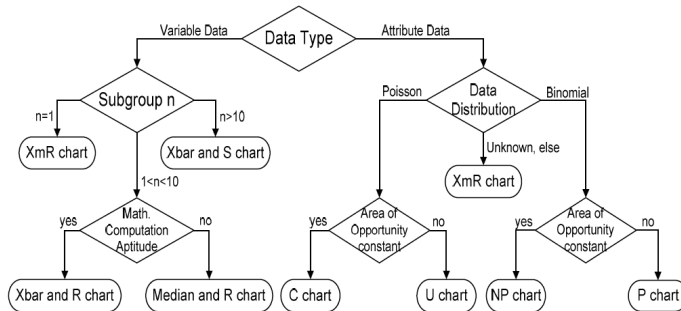 Variable Data
Data Type
Attribute Data
Subgroup n
n=1
n>10
XmR chart
Xbar and S chart
1<n<10
Math.
Computation
Aptitude
yes
no
Xbar and R chart
Median and R chart
Poisson
Data
Distribution
Binomial
Unknown, else
XmR chart
yes
Area of
Opportunity
constant
no
C chart
U chart
yes
Area of
Opportunity
constant
no
NP chart
P chart